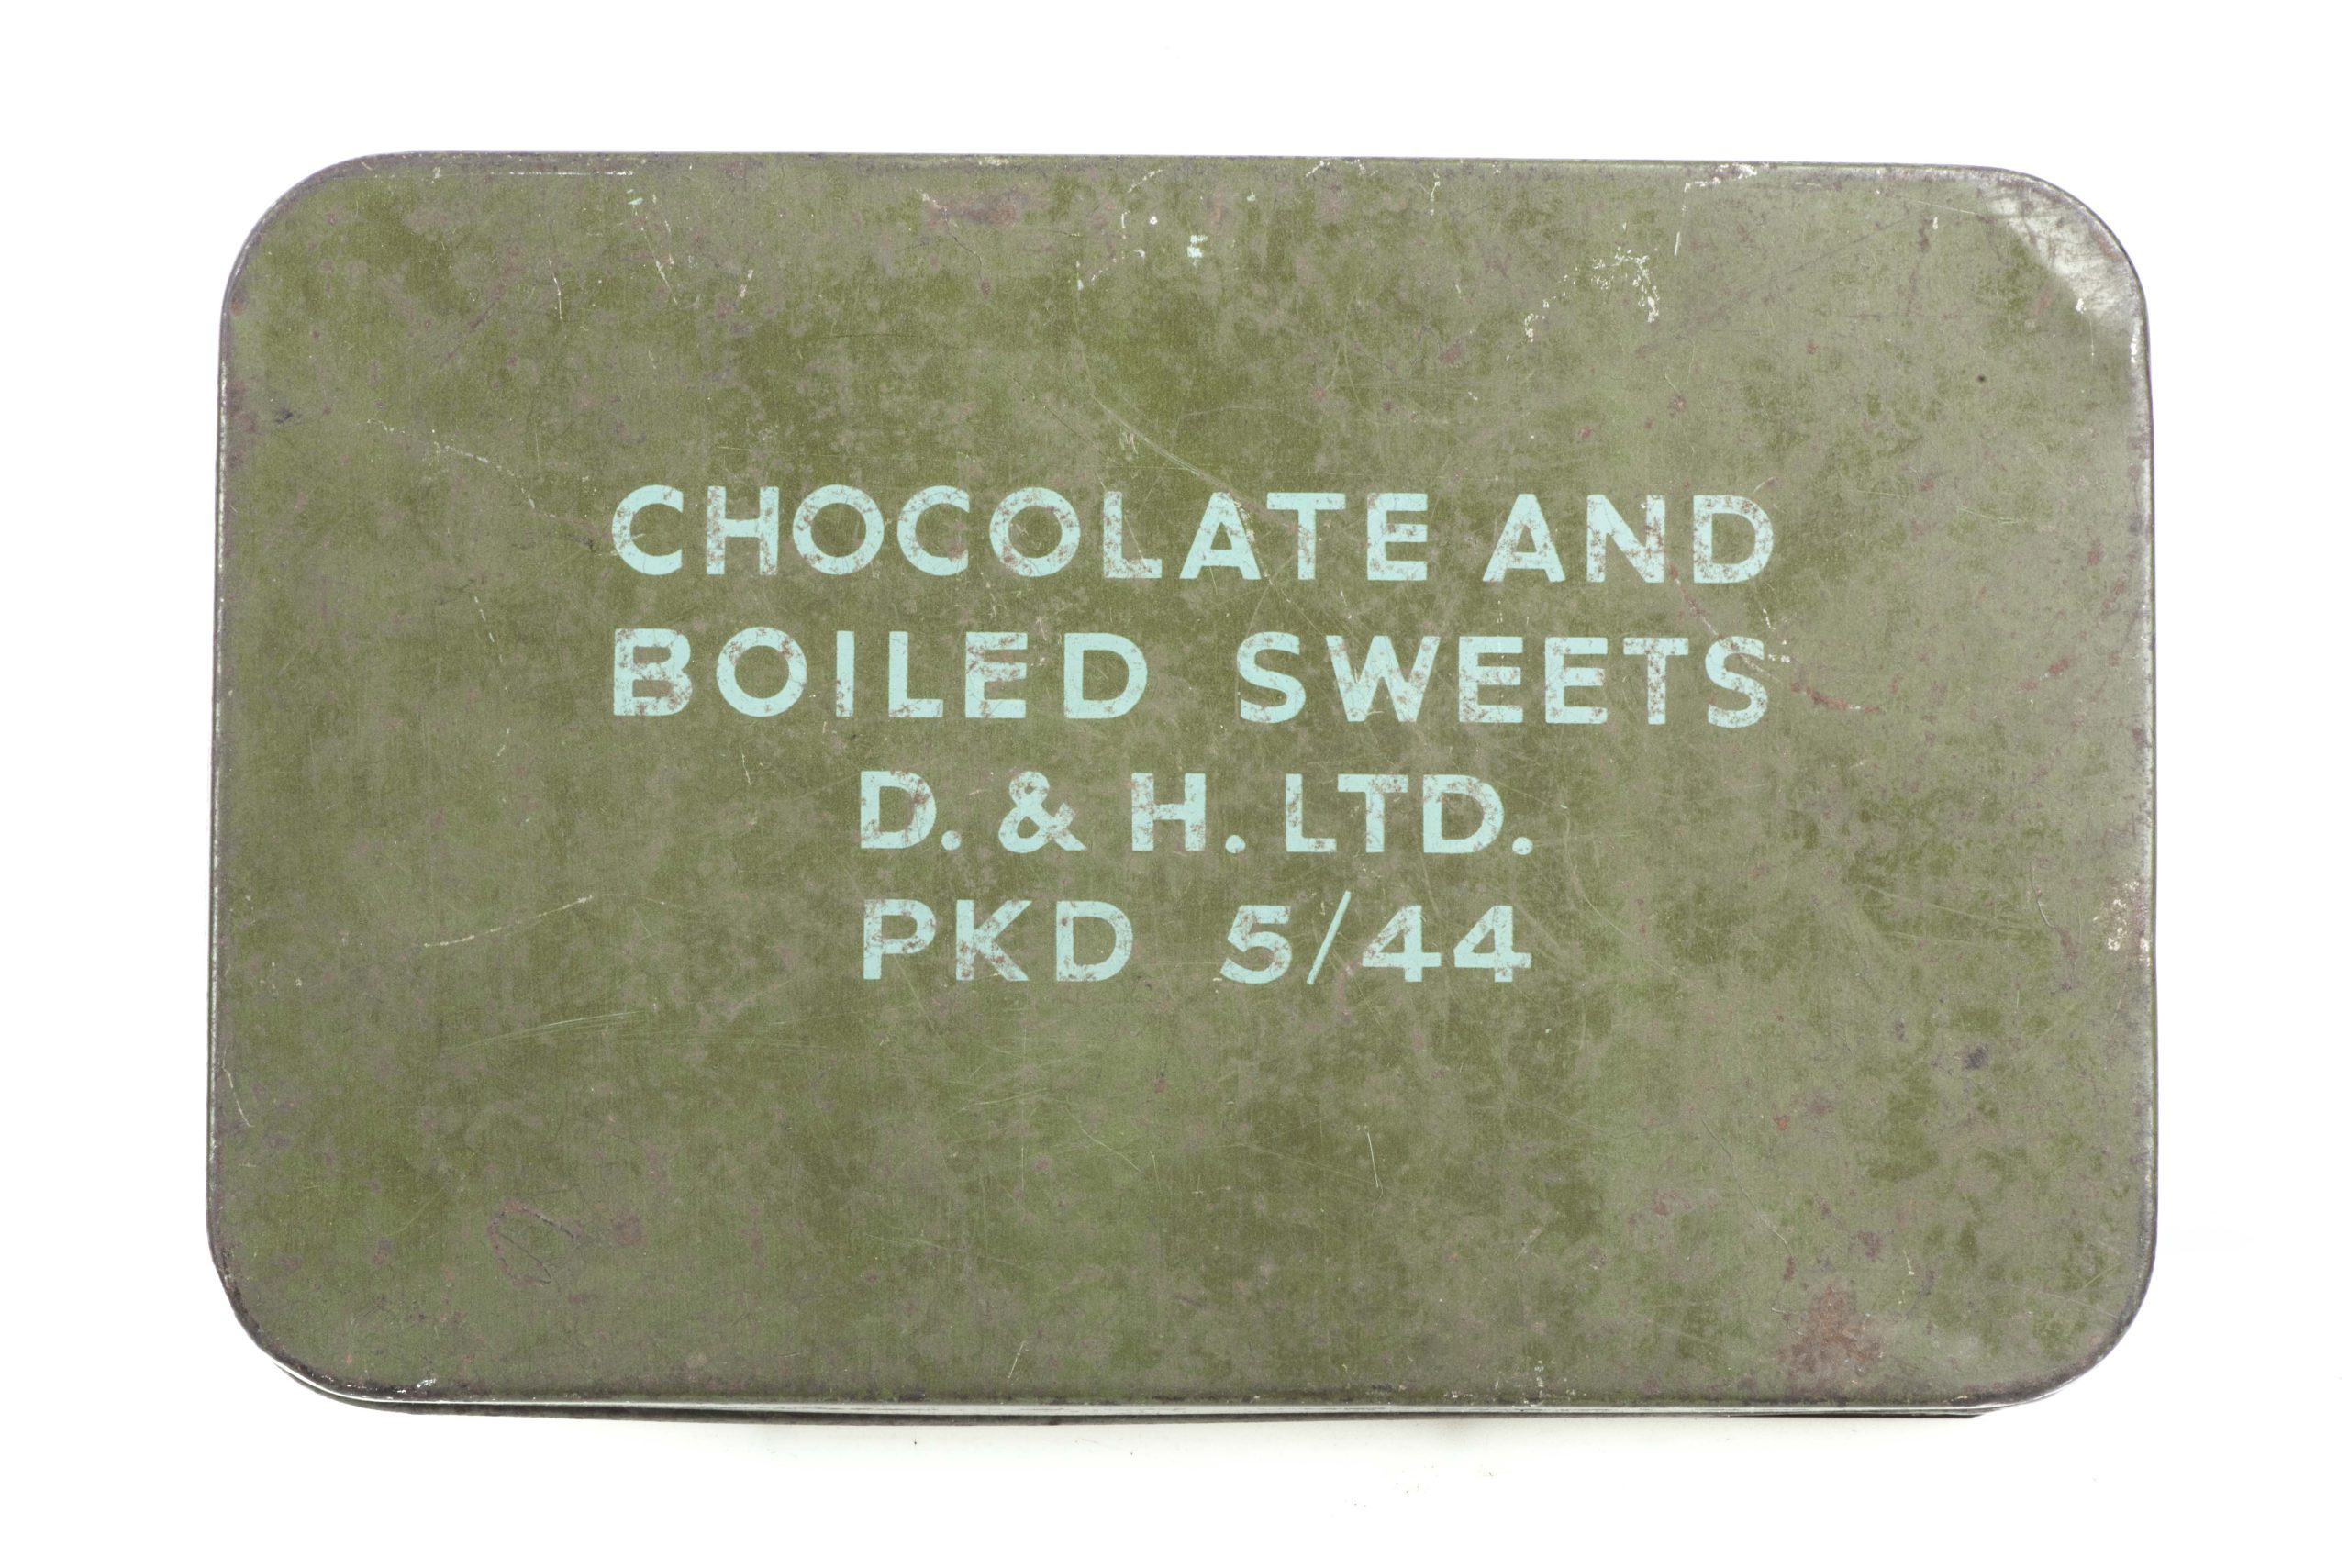 CHOCOLATE AND
BOILED SWEETS
D. & H. LTD.
PKD 5/44